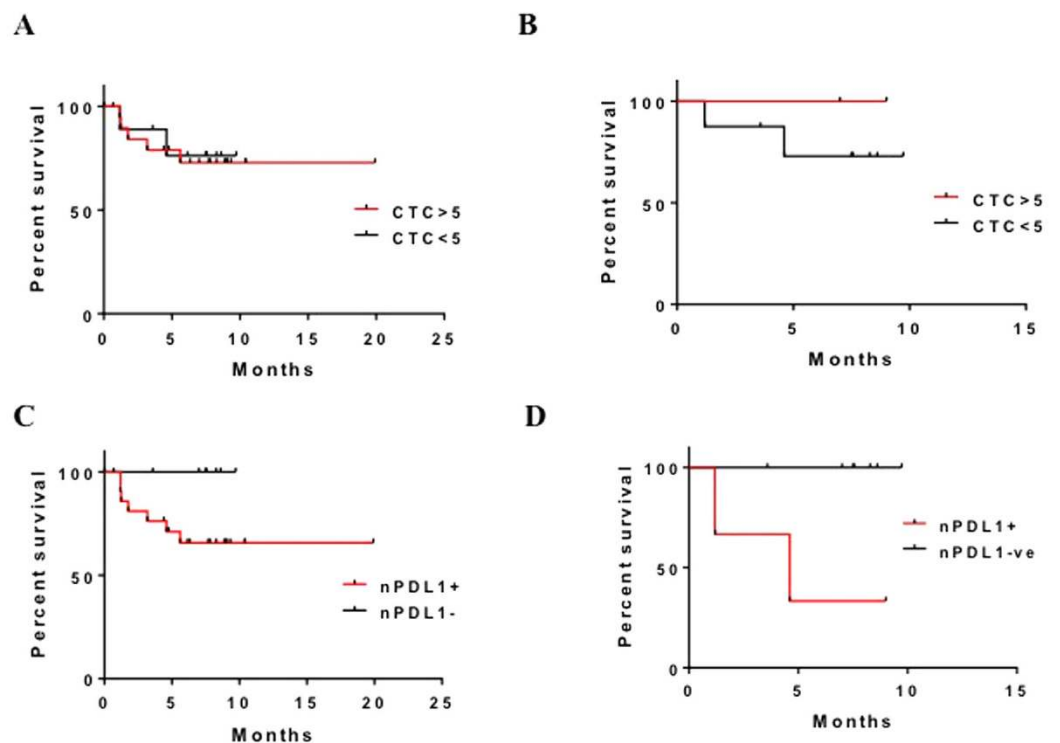 A
Percent survival
100
50
0
0 5 10 15 20 25
Months
CTC>5
CTC<5
B
Percent survival
100
50
0
0 5 10 15
Months
CTC>5
CTC<5
C
Percent survival
100
50
0
0 5 10 15 20 25
Months
nPDL1+
nPDL1-
D
Percent survival
100
50
0
0 5 10 15
Months
nPDL1+
nPDL1-ve